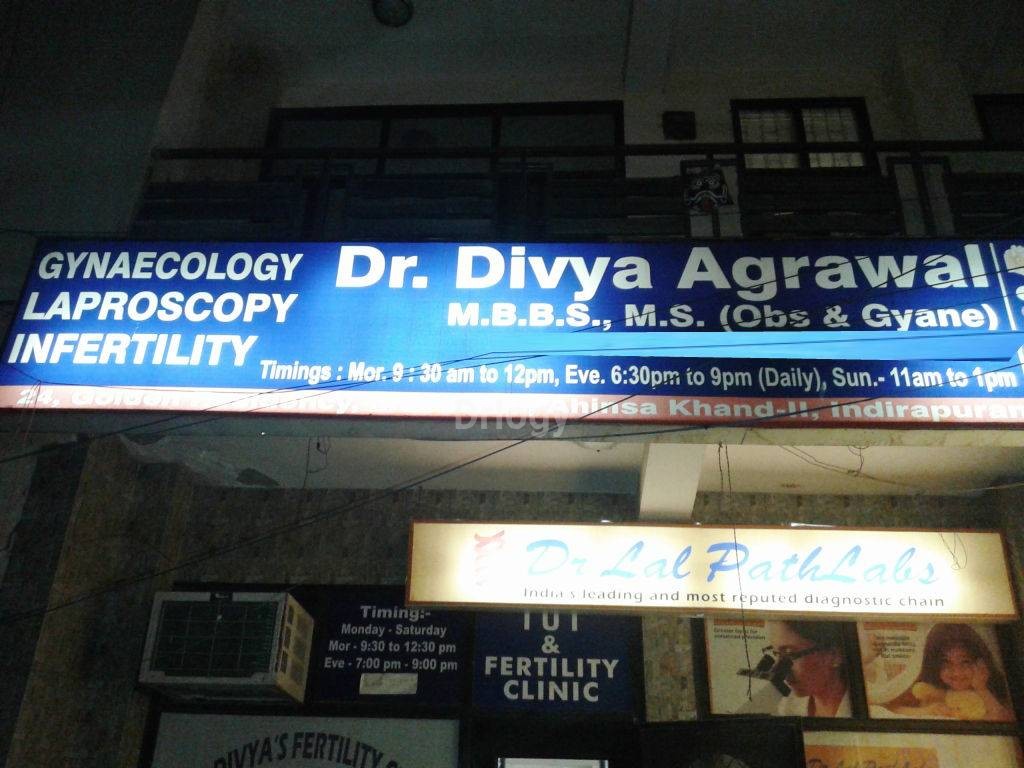 GYNAECOLOGY
LAPROSCOPY
INFERTILITY
Dr. Divya Agrawal
M.B.B.S., M.S. (Obs & Gyane)
Timings : Mor. 9 : 30 am to 12pm, Eve. 6:30pm to 9pm (Daily), Sun.- 11am to 1pm
24, Golden Ahinsa Khand-II, Indirapuran
Drlogy
Dr Lal PathLabs
India's leading and most reputed diagnostic chain
Timing:-
Monday - Saturday
Mor - 9:30 to 12:30 pm
Eve - 7:00 pm - 9:00 pm
&
FERTILITY
CLINIC
DIVYA'S FERTILITY